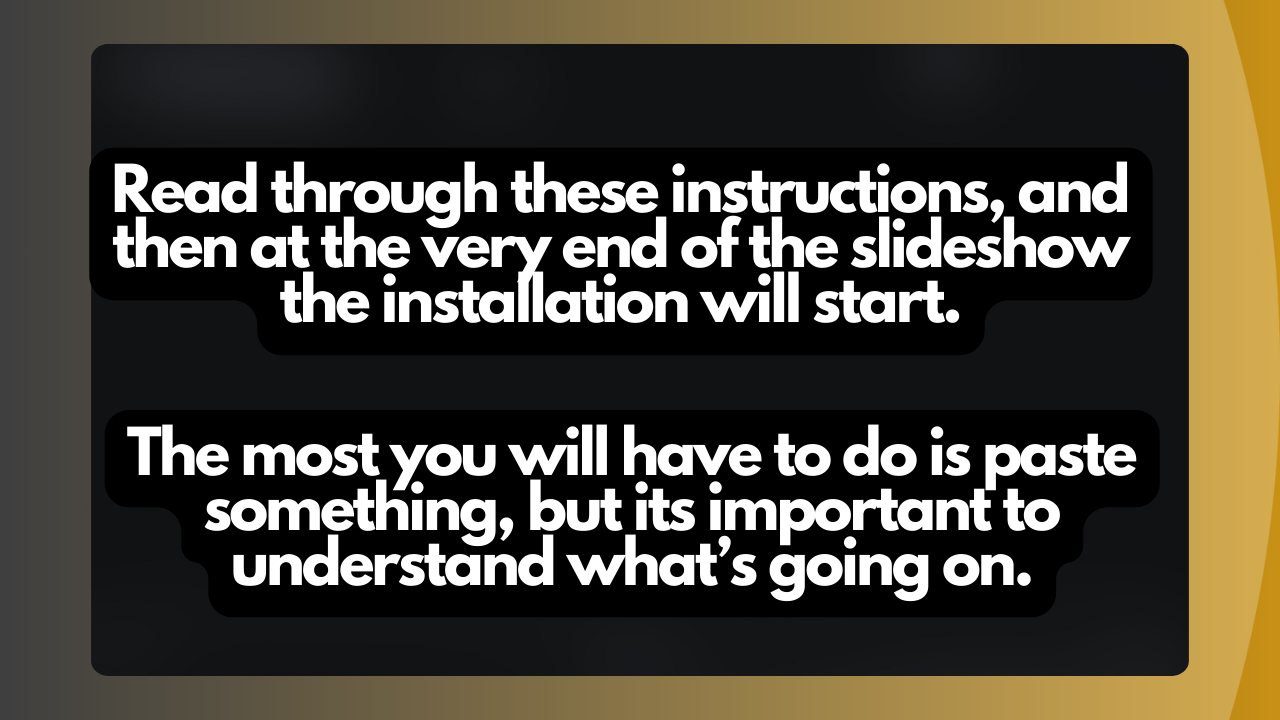 Read through these instructions, and
then at the very end of the slideshow
the installation will start.
The most you will have to do is paste
something, but its important to
understand what’s going on.